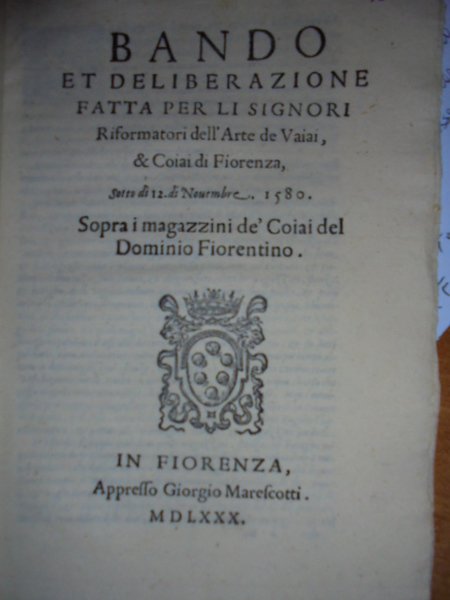 BANDO
ET DELIBERAZIONE
FATTA PER LI SIGNORI
Riformatori dell'Arte de Vaiai,
& Coiai di Fiorenza,
Sotto dì 12. di Nouembre. 1580.
Sopra i magazzini de' Coiai del
Dominio Fiorentino.
IN FIORENZA,
Appresso Giorgio Marescotti.
MDLXXX.